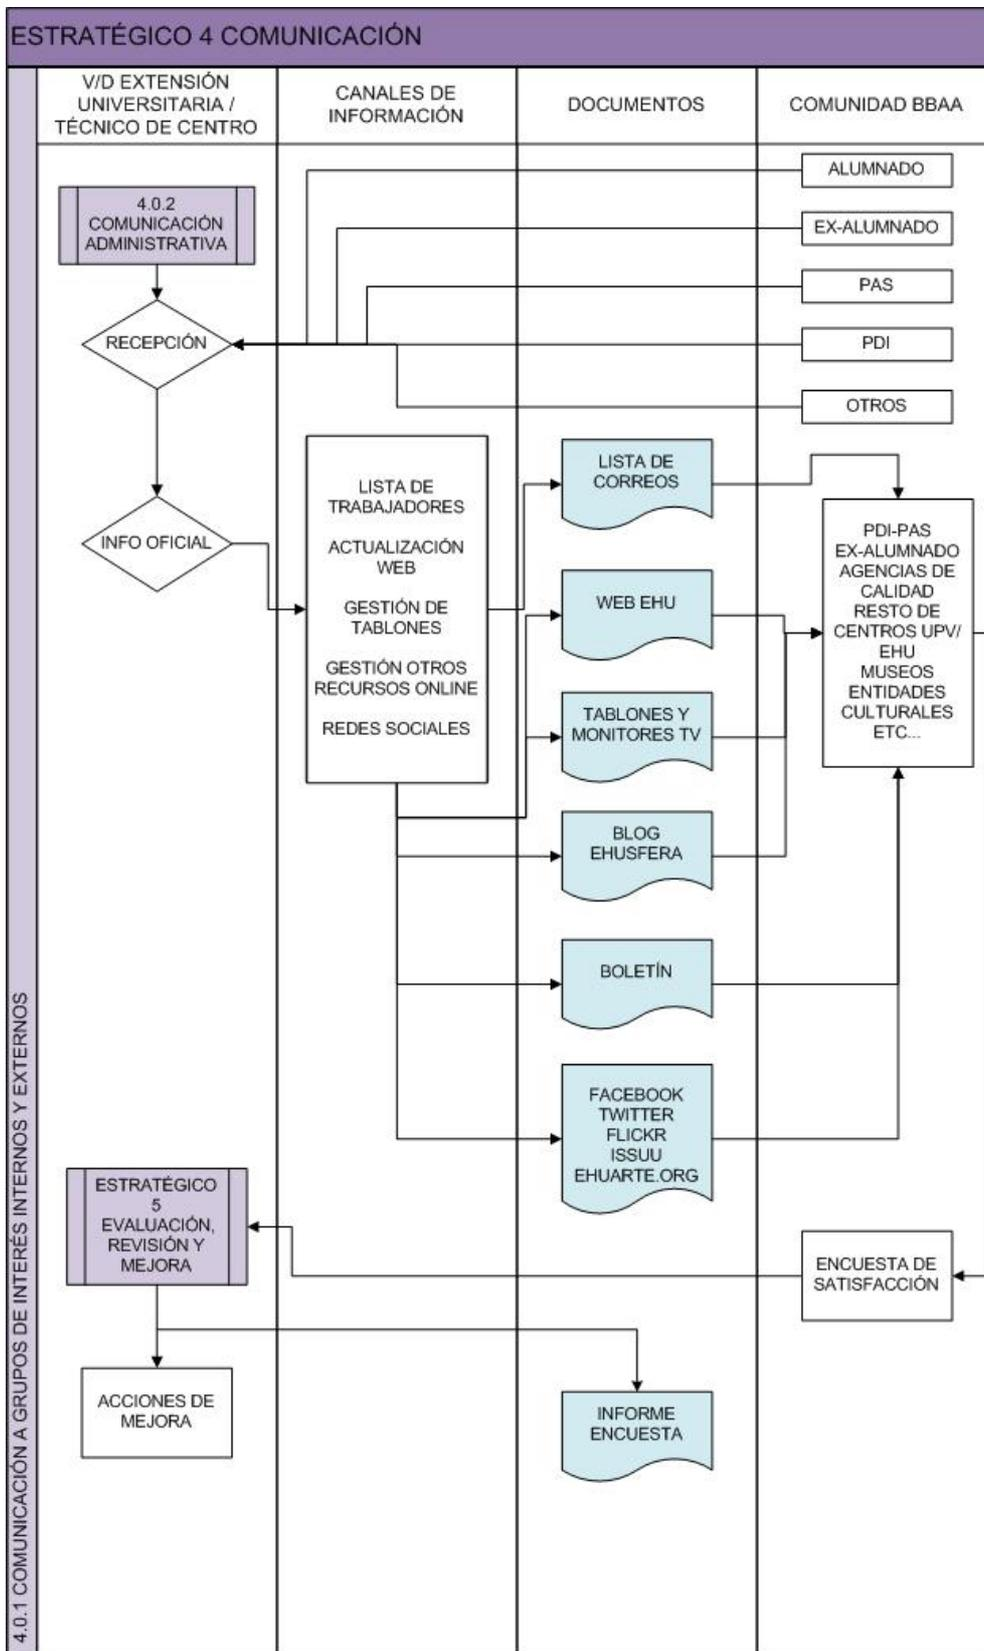 ESTRATÉGICO 4 COMUNICACIÓN
4.0.1 COMUNICACIÓN A GRUPOS DE INTERÉS INTERNOS Y EXTERNOS
V/D EXTENSIÓN
UNIVERSITARIA /
TÉCNICO DE CENTRO
CANALES DE
INFORMACIÓN
DOCUMENTOS
COMUNIDAD BBAA
4.0.2
COMUNICACIÓN
ADMINISTRATIVA
RECEPCIÓN
INFO OFICIAL
ALUMNADO
EX-ALUMNADO
PAS
PDI
OTROS
LISTA DE
TRABAJADORES
ACTUALIZACIÓN
WEB
GESTIÓN DE
TABLONES
GESTIÓN OTROS
RECURSOS ONLINE
REDES SOCIALES
LISTA DE
CORREOS
WEB EHU
TABLONES Y
MONITORES TV
BLOG
EHUSFERA
BOLETÍN
FACEBOOK
TWITTER
FLICKR
ISSUU
EHUARTE.ORG
PDI-PAS
EX-ALUMNADO
AGENCIAS DE
CALIDAD
RESTO DE
CENTROS UPV/
EHU
MUSEOS
ENTIDADES
CULTURALES
ETC...
ESTRATÉGICO
5
EVALUACIÓN,
REVISIÓN Y
MEJORA
ENCUESTA DE
SATISFACCIÓN
ACCIONES DE
MEJORA
INFORME
ENCUESTA